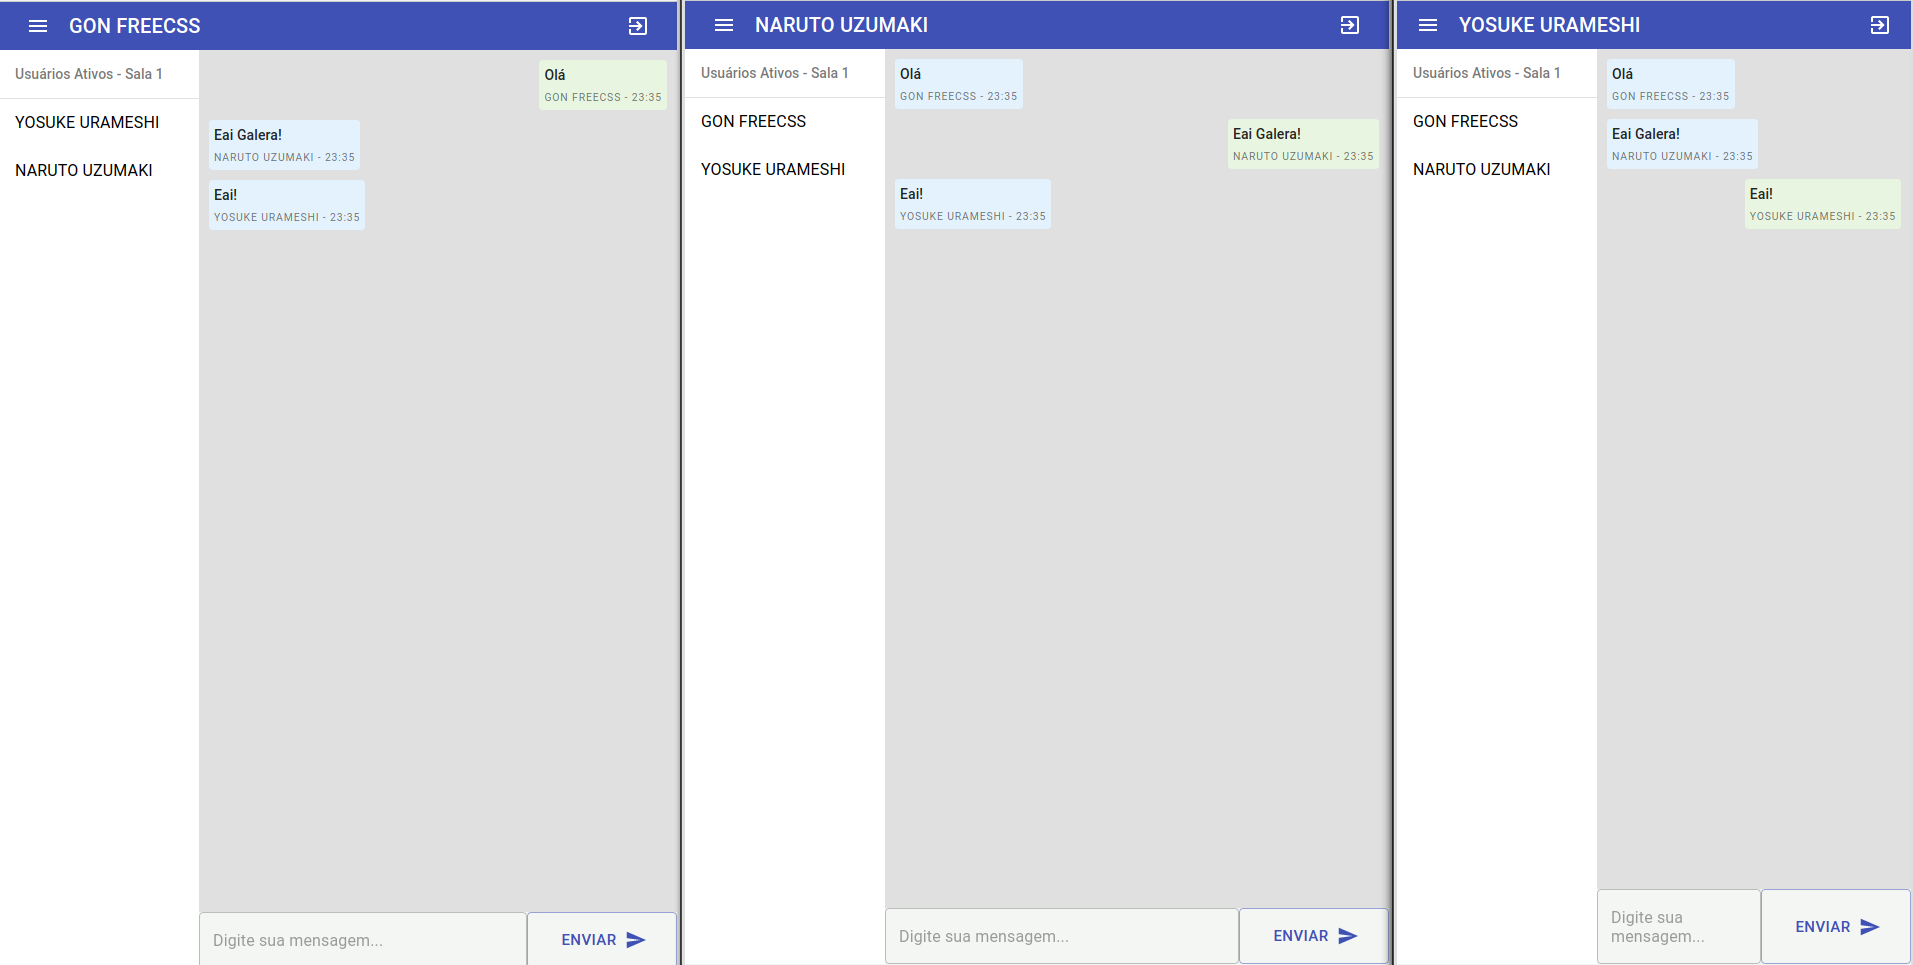 GON FREECSS
Usuários Ativos - Sala 1
YOSUKE URAMESHI
NARUTO UZUMAKI
Olá
GON FREECSS - 23:35
Eai Galera!
NARUTO UZUMAKI - 23:35
Eai!
YOSUKE URAMESHI - 23:35
Digite sua mensagem...
ENVIAR
NARUTO UZUMAKI
Usuários Ativos - Sala 1
GON FREECSS
YOSUKE URAMESHI
Olá
GON FREECSS - 23:35
Eai Galera!
NARUTO UZUMAKI - 23:35
Eai!
YOSUKE URAMESHI - 23:35
Digite sua mensagem...
ENVIAR
YOSUKE URAMESHI
Usuários Ativos - Sala 1
GON FREECSS
NARUTO UZUMAKI
Olá
GON FREECSS - 23:35
Eai Galera!
NARUTO UZUMAKI - 23:35
Eai!
YOSUKE URAMESHI - 23:35
Digite sua
mensagem...
ENVIAR